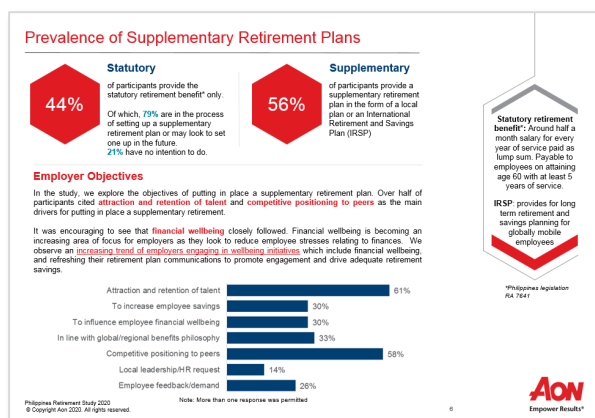 Prevalence of Supplementary Retirement Plans
44%
Statutory
of participants provide the
statutory retirement benefit* only.
Of which, 79% are in the process
of setting up a supplementary
retirement plan or may look to set
one up in the future.
21% have no intention to do.
56%
Supplementary
of participants provide a
supplementary retirement
plan in the form of a local
plan or an International
Retirement and Savings
Plan (IRSP)
Statutory retirement
benefit*: Around half a
month salary for every
year of service paid as
lump sum. Payable to
employees on attaining
age 60 with at least 5
years of service.
IRSP: provides for long
term retirement and
savings planning for
globally mobile
employees
*Philippines legislation
RA 7641
Employer Objectives
In the study, we explore the objectives of putting in place a supplementary retirement plan. Over half of
participants cited attraction and retention of talent and competitive positioning to peers as the main
drivers for putting in place a supplementary retirement.
It was encouraging to see that financial wellbeing closely followed. Financial wellbeing is becoming an
increasing area of focus for employers as they look to reduce employee stresses relating to finances. We
observe an increasing trend of employers engaging in wellbeing initiatives which include financial wellbeing,
and refreshing their retirement plan communications to promote engagement and drive adequate retirement
savings.
Attraction and retention of talent 61%
To increase employee savings 30%
To influence employee financial wellbeing 30%
In line with global/regional benefits philosophy 33%
Competitive positioning to peers 58%
Local leadership/HR request 14%
Employee feedback/demand 26%
Note: More than one response was permitted
Philippines Retirement Study 2020
© Copyright Aon 2020. All rights reserved.
6
AON
Empower Results®